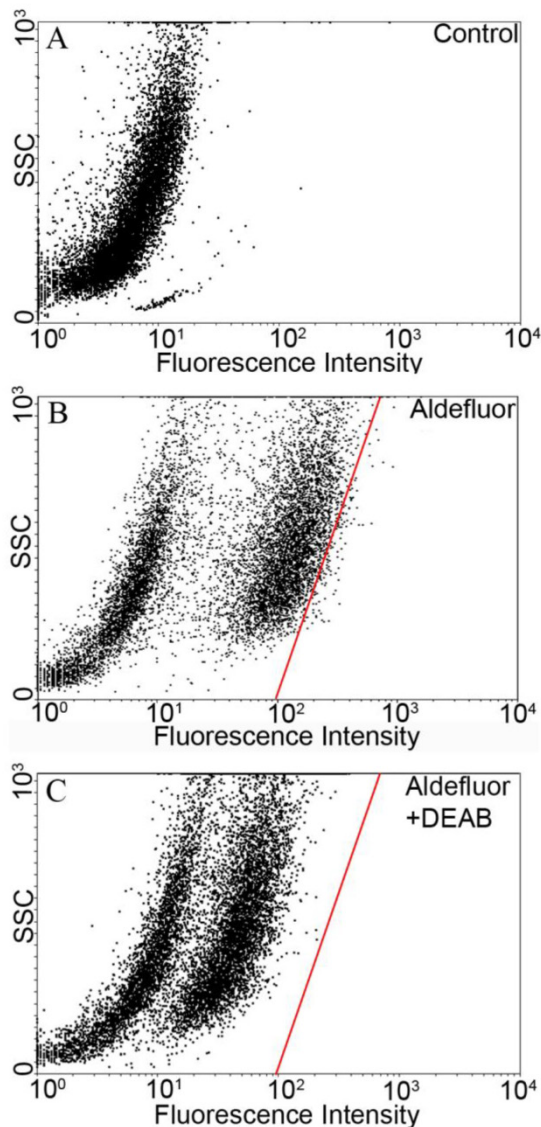 A
Control
10³
SSC
0
10⁰
10¹
10²
10³
10⁴
Fluorescence Intensity
B
Aldefluor
10³
SSC
0
10⁰
10¹
10²
10³
10⁴
Fluorescence Intensity
C
Aldefluor
+DEAB
10³
SSC
0
10⁰
10¹
10²
10³
10⁴
Fluorescence Intensity